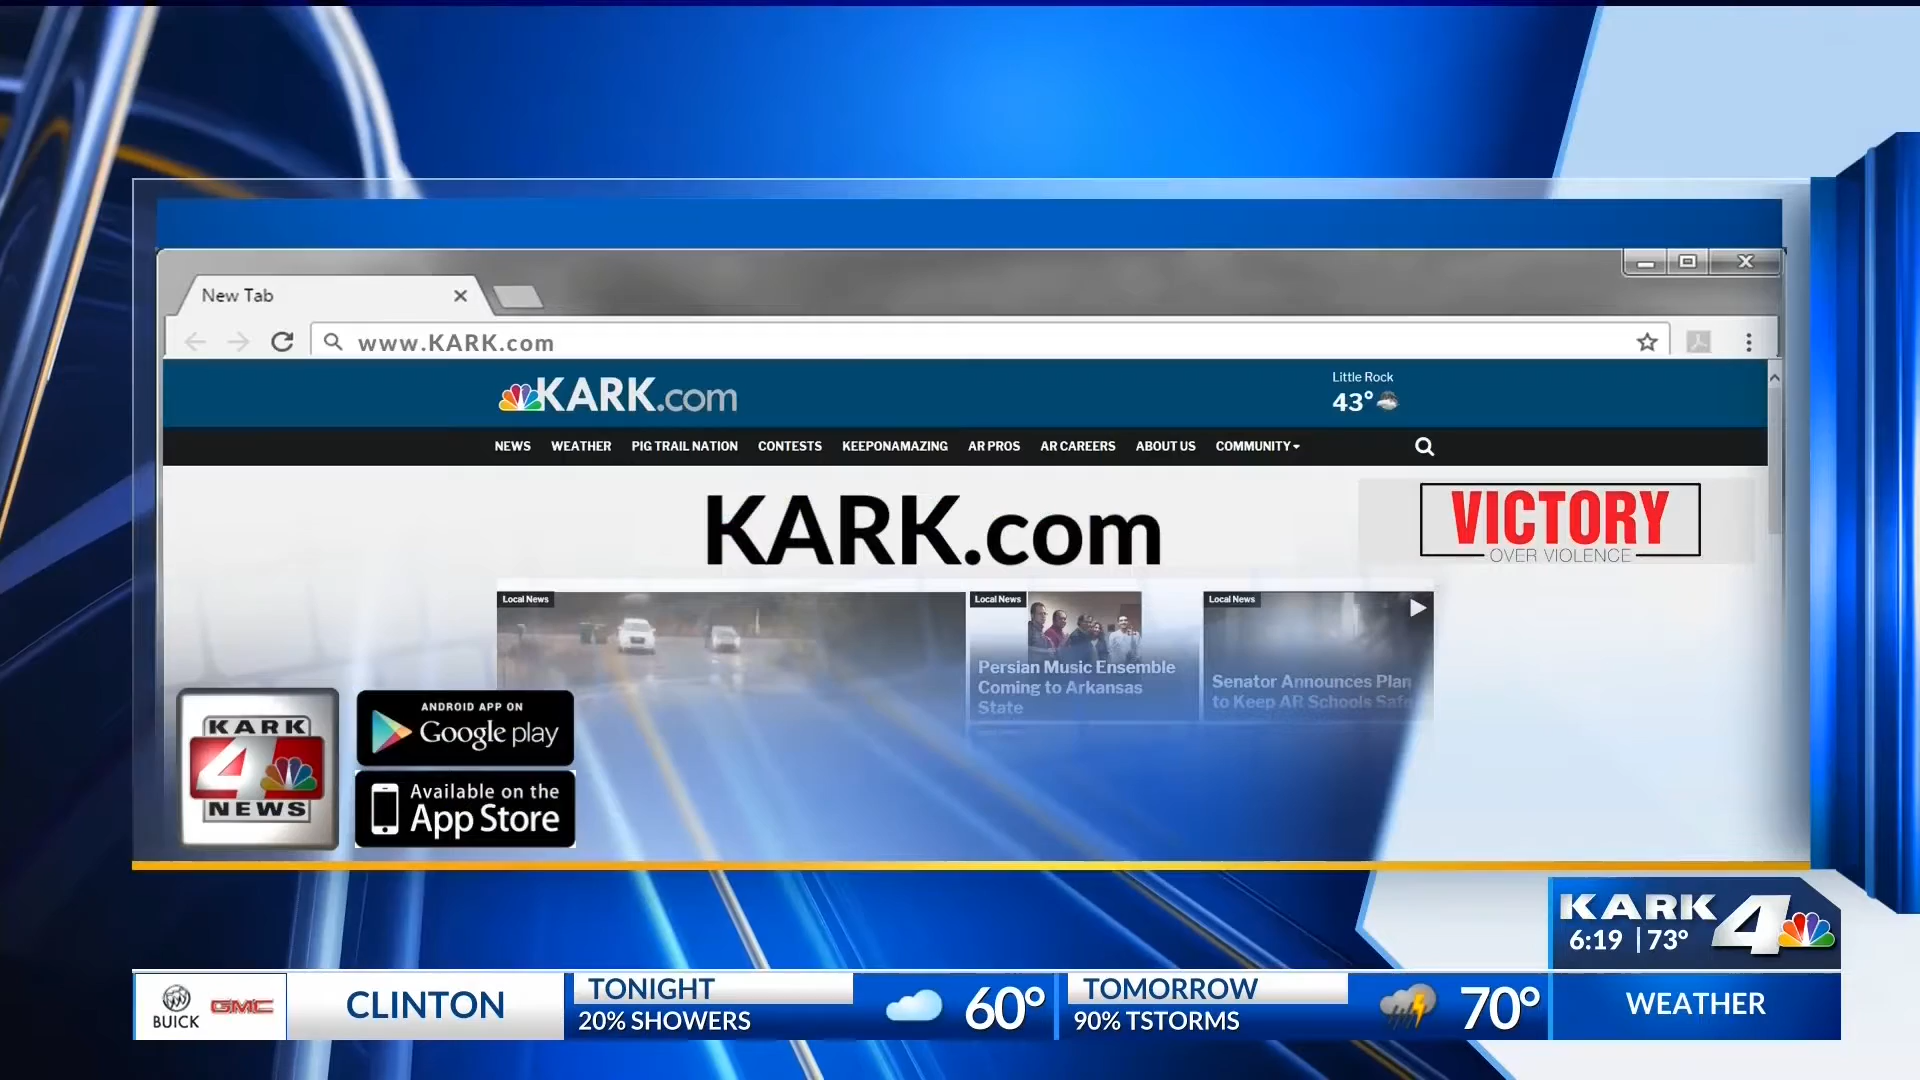 New Tab
www.KARK.com
KARK.com
Little Rock
43°
NEWS WEATHER PIG TRAIL NATION CONTESTS KEEPONAMAZING AR PROS AR CAREERS ABOUT US COMMUNITY
KARK.com
VICTORY
OVER VIOLENCE
Local News
Local News
Persian Music Ensemble
Coming to Arkansas
State
Local News
Senator Announces Plan
to Keep AR Schools Safe
KARK
4
NEWS
ANDROID APP ON
Google play
Available on the
App Store
KARK 4
6:19 | 73°
BUICK
GMC
CLINTON
TONIGHT
20% SHOWERS
60°
TOMORROW
90% TSTORMS
70°
WEATHER